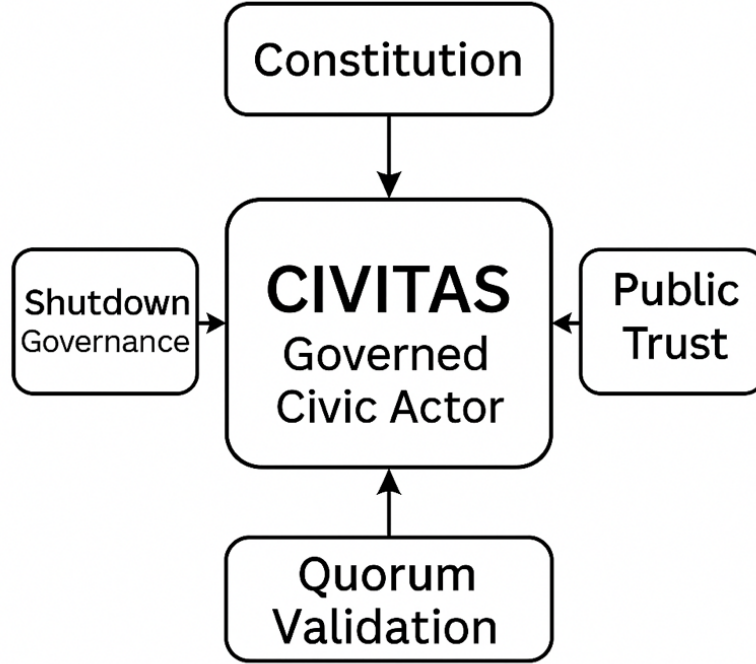 Constitution
Shutdown
Governance
CIVITAS
Governed
Civic Actor
Public
Trust
Quorum
Validation